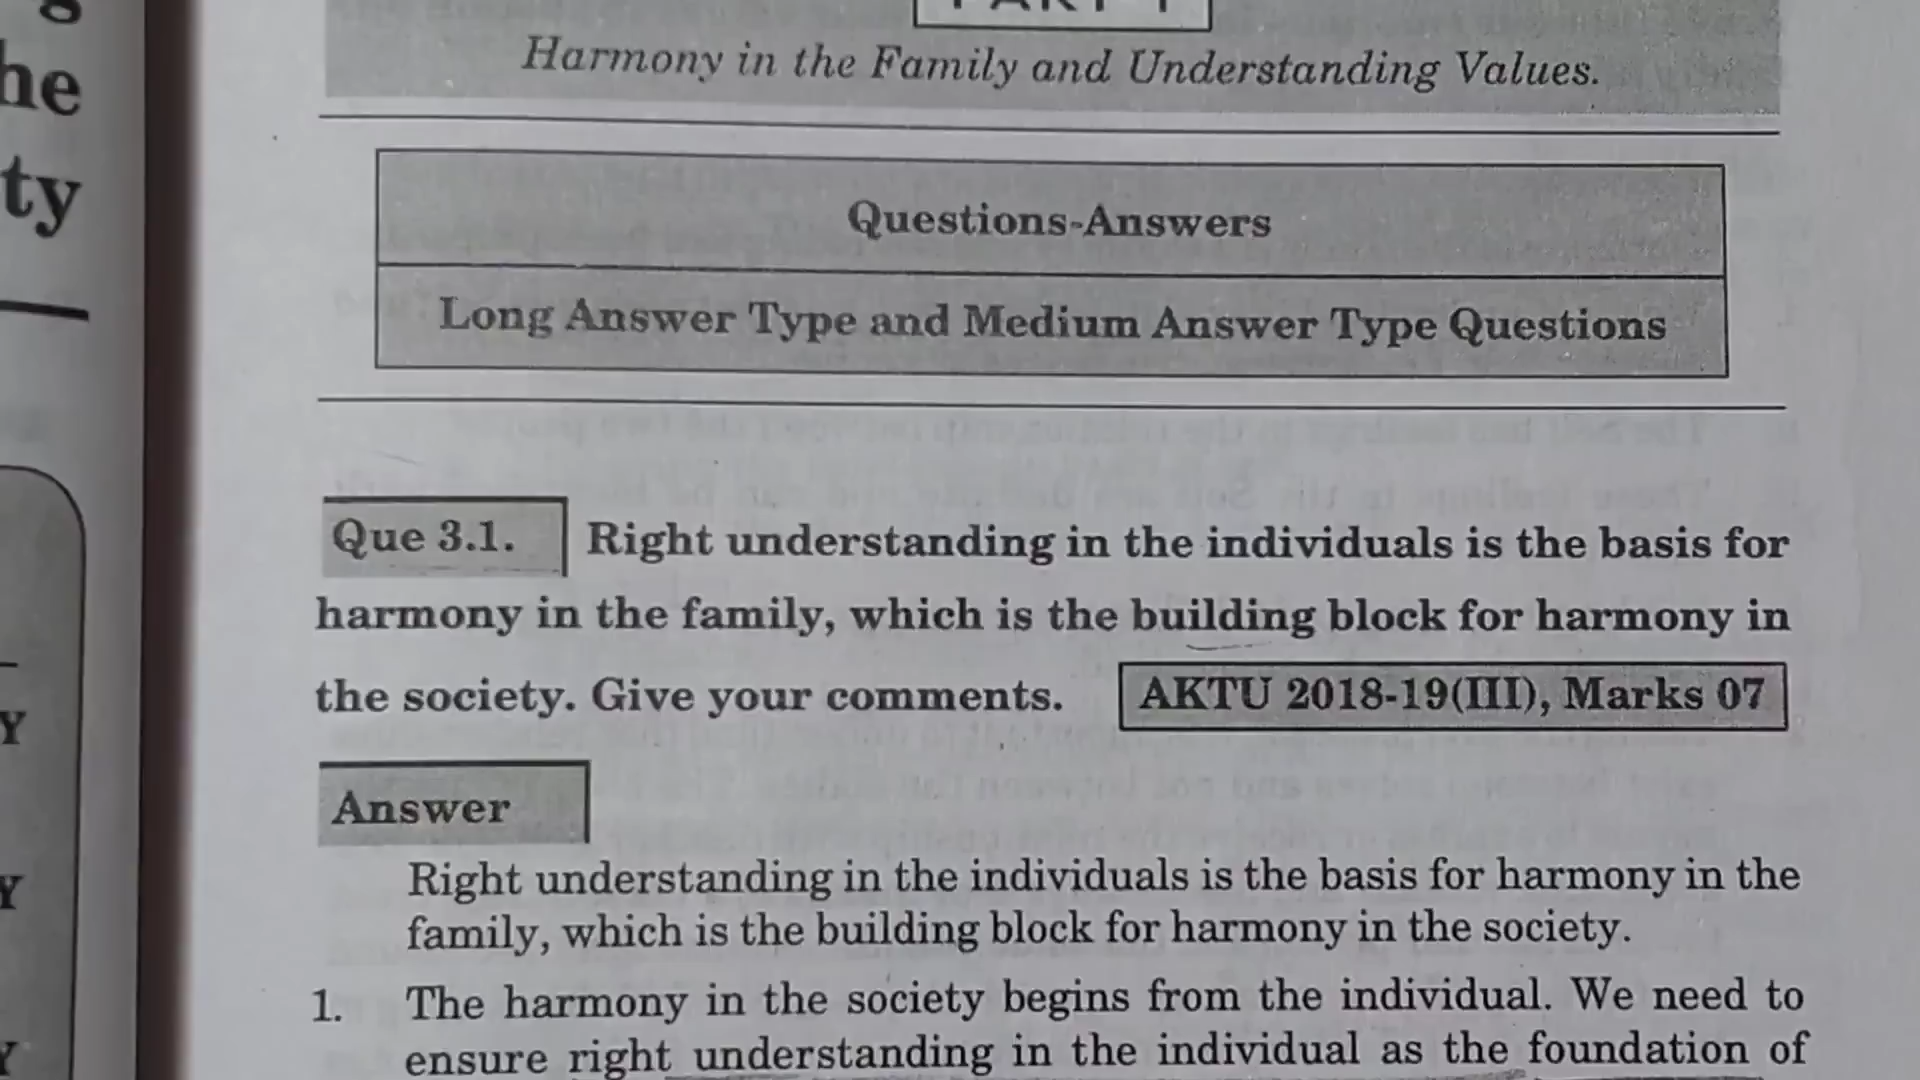 he
ty
Y
Y
Y
PART-1
Harmony in the Family and Understanding Values.
Questions-Answers
Long Answer Type and Medium Answer Type Questions
Que 3.1. Right understanding in the individuals is the basis for
harmony in the family, which is the building block for harmony in
the society. Give your comments. AKTU 2018-19(III), Marks 07
Answer
Right understanding in the individuals is the basis for harmony in the
family, which is the building block for harmony in the society.
1. The harmony in the society begins from the individual. We need to
ensure right understanding in the individual as the foundation of